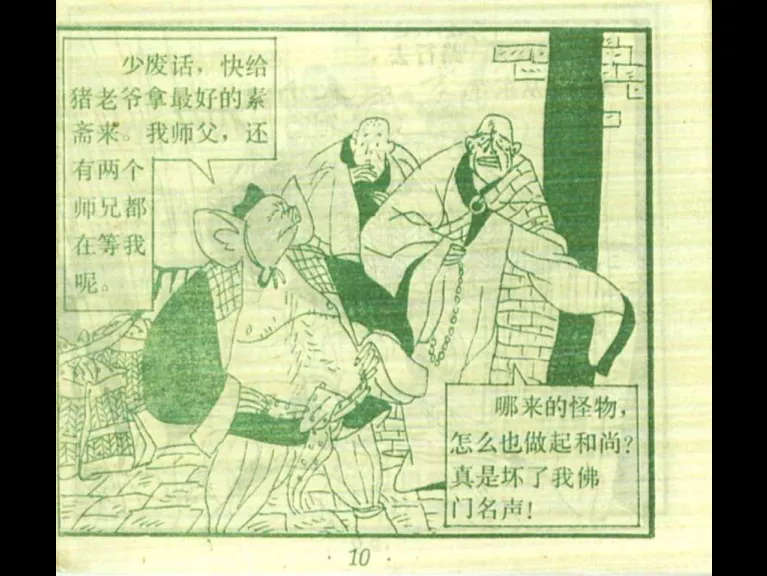 少废话，快给
猪老爷拿最好的素
斋来。我师父，还
有两个
师兄都
在等我
呢。
哪来的怪物，
怎么也做起和尚？
真是坏了我佛
门名声！
· 10 ·